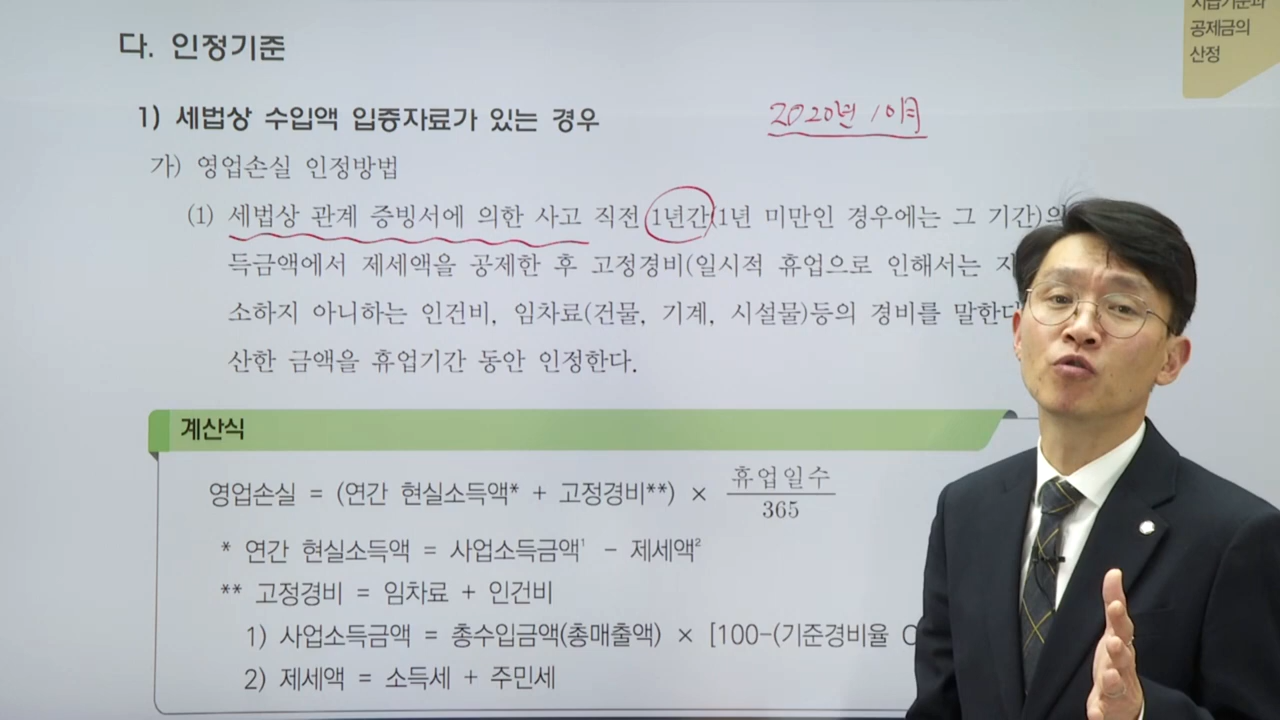 지급기준과
공제금의
산정
다. 인정기준
1) 세법상 수입액 입증자료가 있는 경우
2020년 10月
가) 영업손실 인정방법
(1) 세법상 관계 증빙서에 의한 사고 직전 1년간(1년 미만인 경우에는 그 기간)의
득금액에서 제세액을 공제한 후 고정경비(일시적 휴업으로 인해서는
소하지 아니하는 인건비, 임차료(건물, 기계, 시설물)등의 경비를 말한다
산한 금액을 휴업기간 동안 인정한다.
계산식
영업손실 = (연간 현실소득액* + 고정경비**) × 휴업일수
365
* 연간 현실소득액 = 사업소득금액¹ - 제세액²
** 고정경비 = 임차료 + 인건비
1) 사업소득금액 = 총수입금액(총매출액) × [100-(기준경비율
2) 제세액 = 소득세 + 주민세